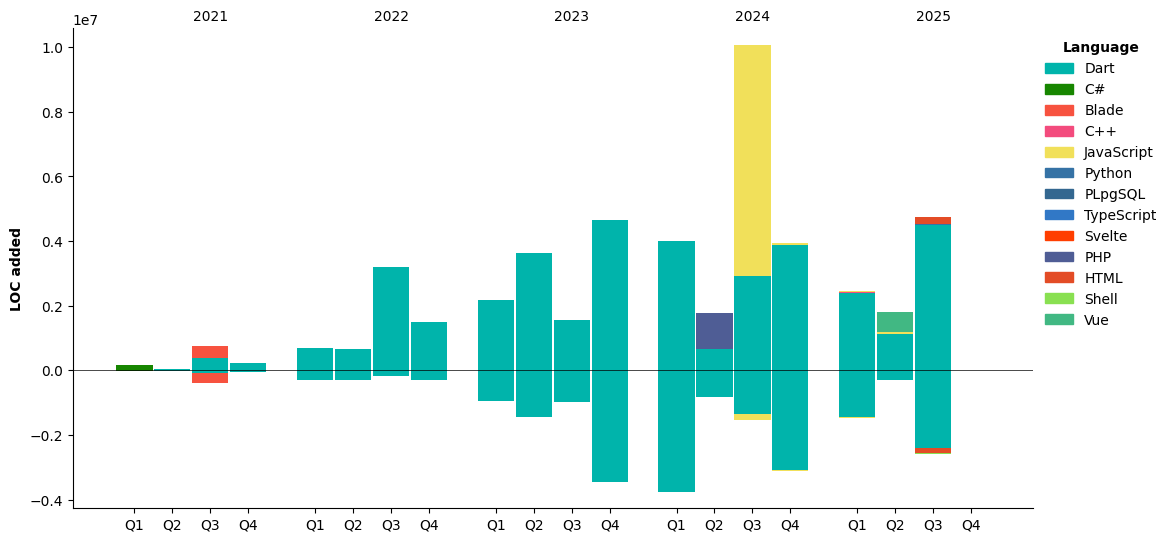 1e7
2021 2022 2023 2024 2025
1.0
0.8
0.6
0.4
0.2
0.0
−0.2
−0.4
LOC added
Q1 Q2 Q3 Q4 Q1 Q2 Q3 Q4 Q1 Q2 Q3 Q4 Q1 Q2 Q3 Q4 Q1 Q2 Q3 Q4
Language
Dart
C#
Blade
C++
JavaScript
Python
PLpgSQL
TypeScript
Svelte
PHP
HTML
Shell
Vue